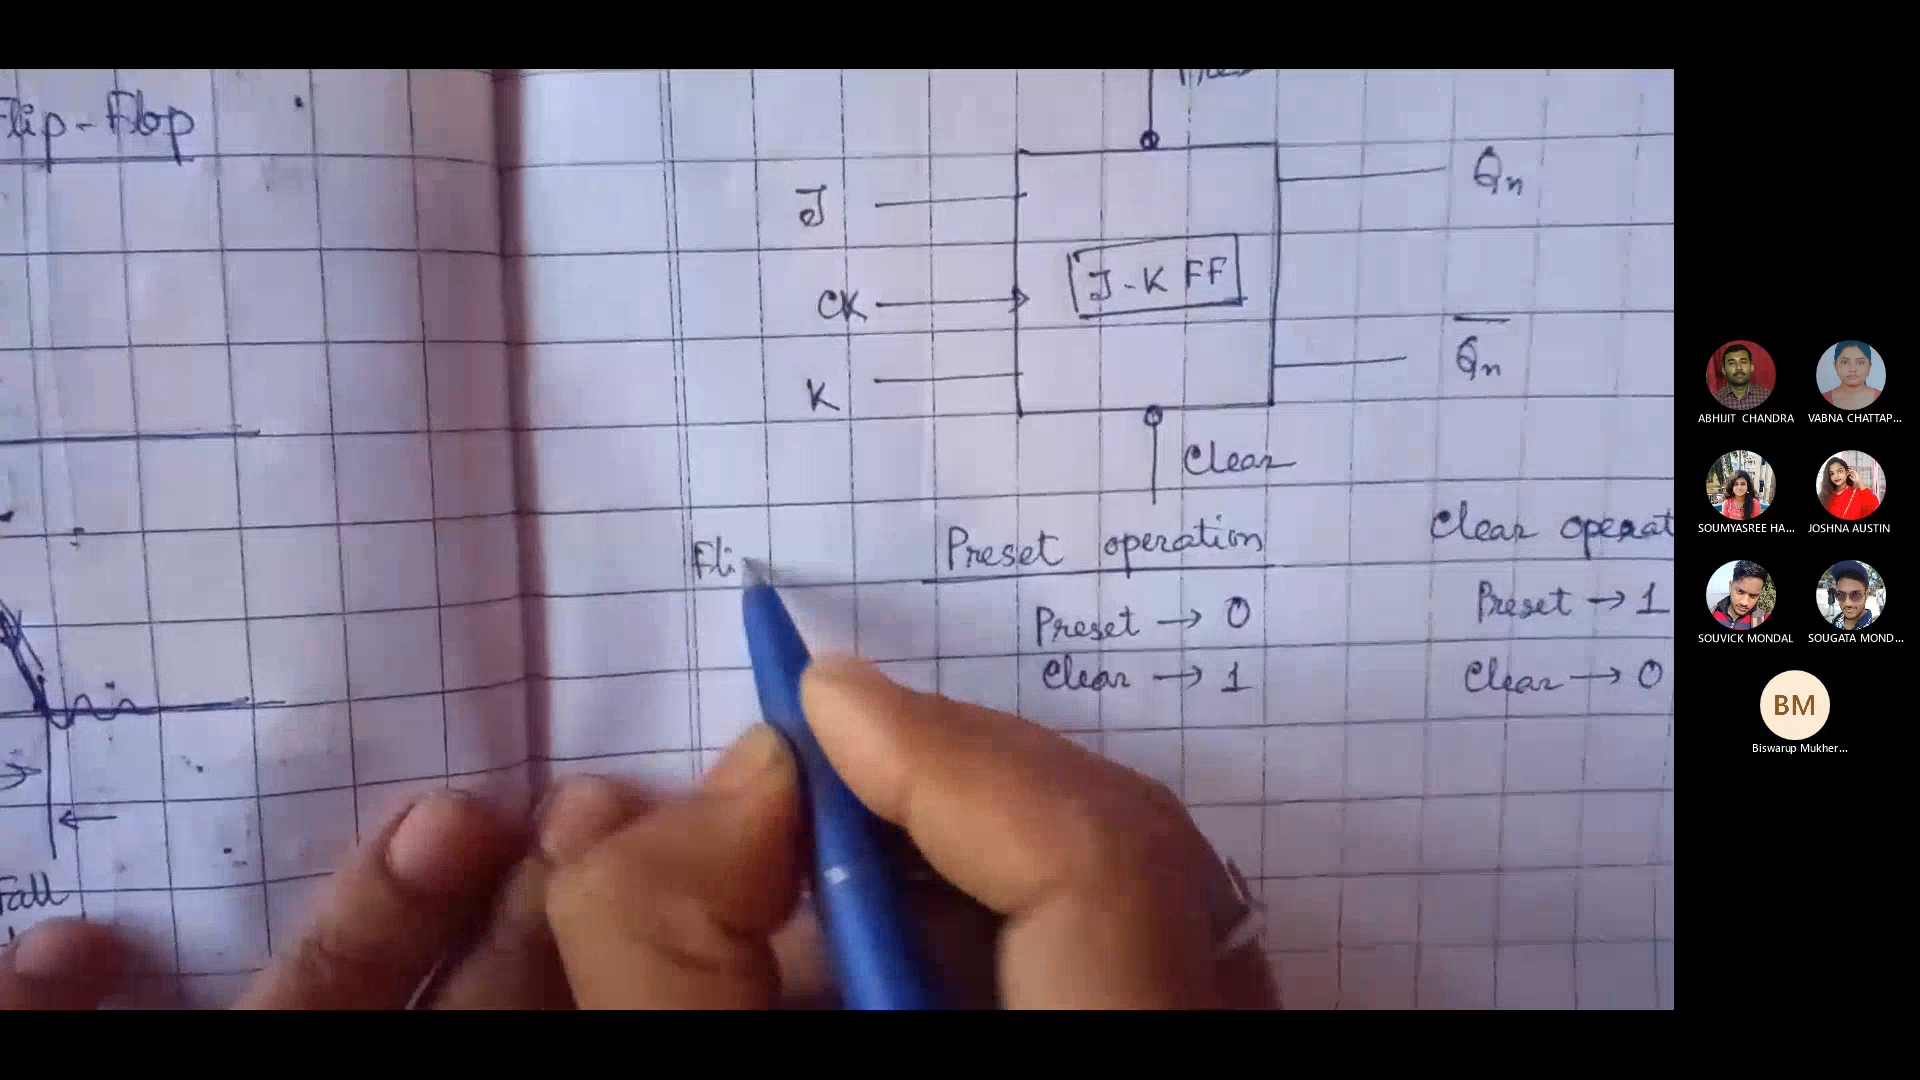 Flip-Flop
J
CK
K
J-K FF
Qn
Q̅n
Clear
Fli
Preset operation
Preset → 0
Clear → 1
Clear operat
Preset → 1
Clear → 0
Fall
ABHIJIT CHANDRA
VABNA CHATTAP...
SOUMYASREE HA...
JOSHNA AUSTIN
SOUVICK MONDAL
SOUGATA MOND...
BM
Biswarup Mukher...